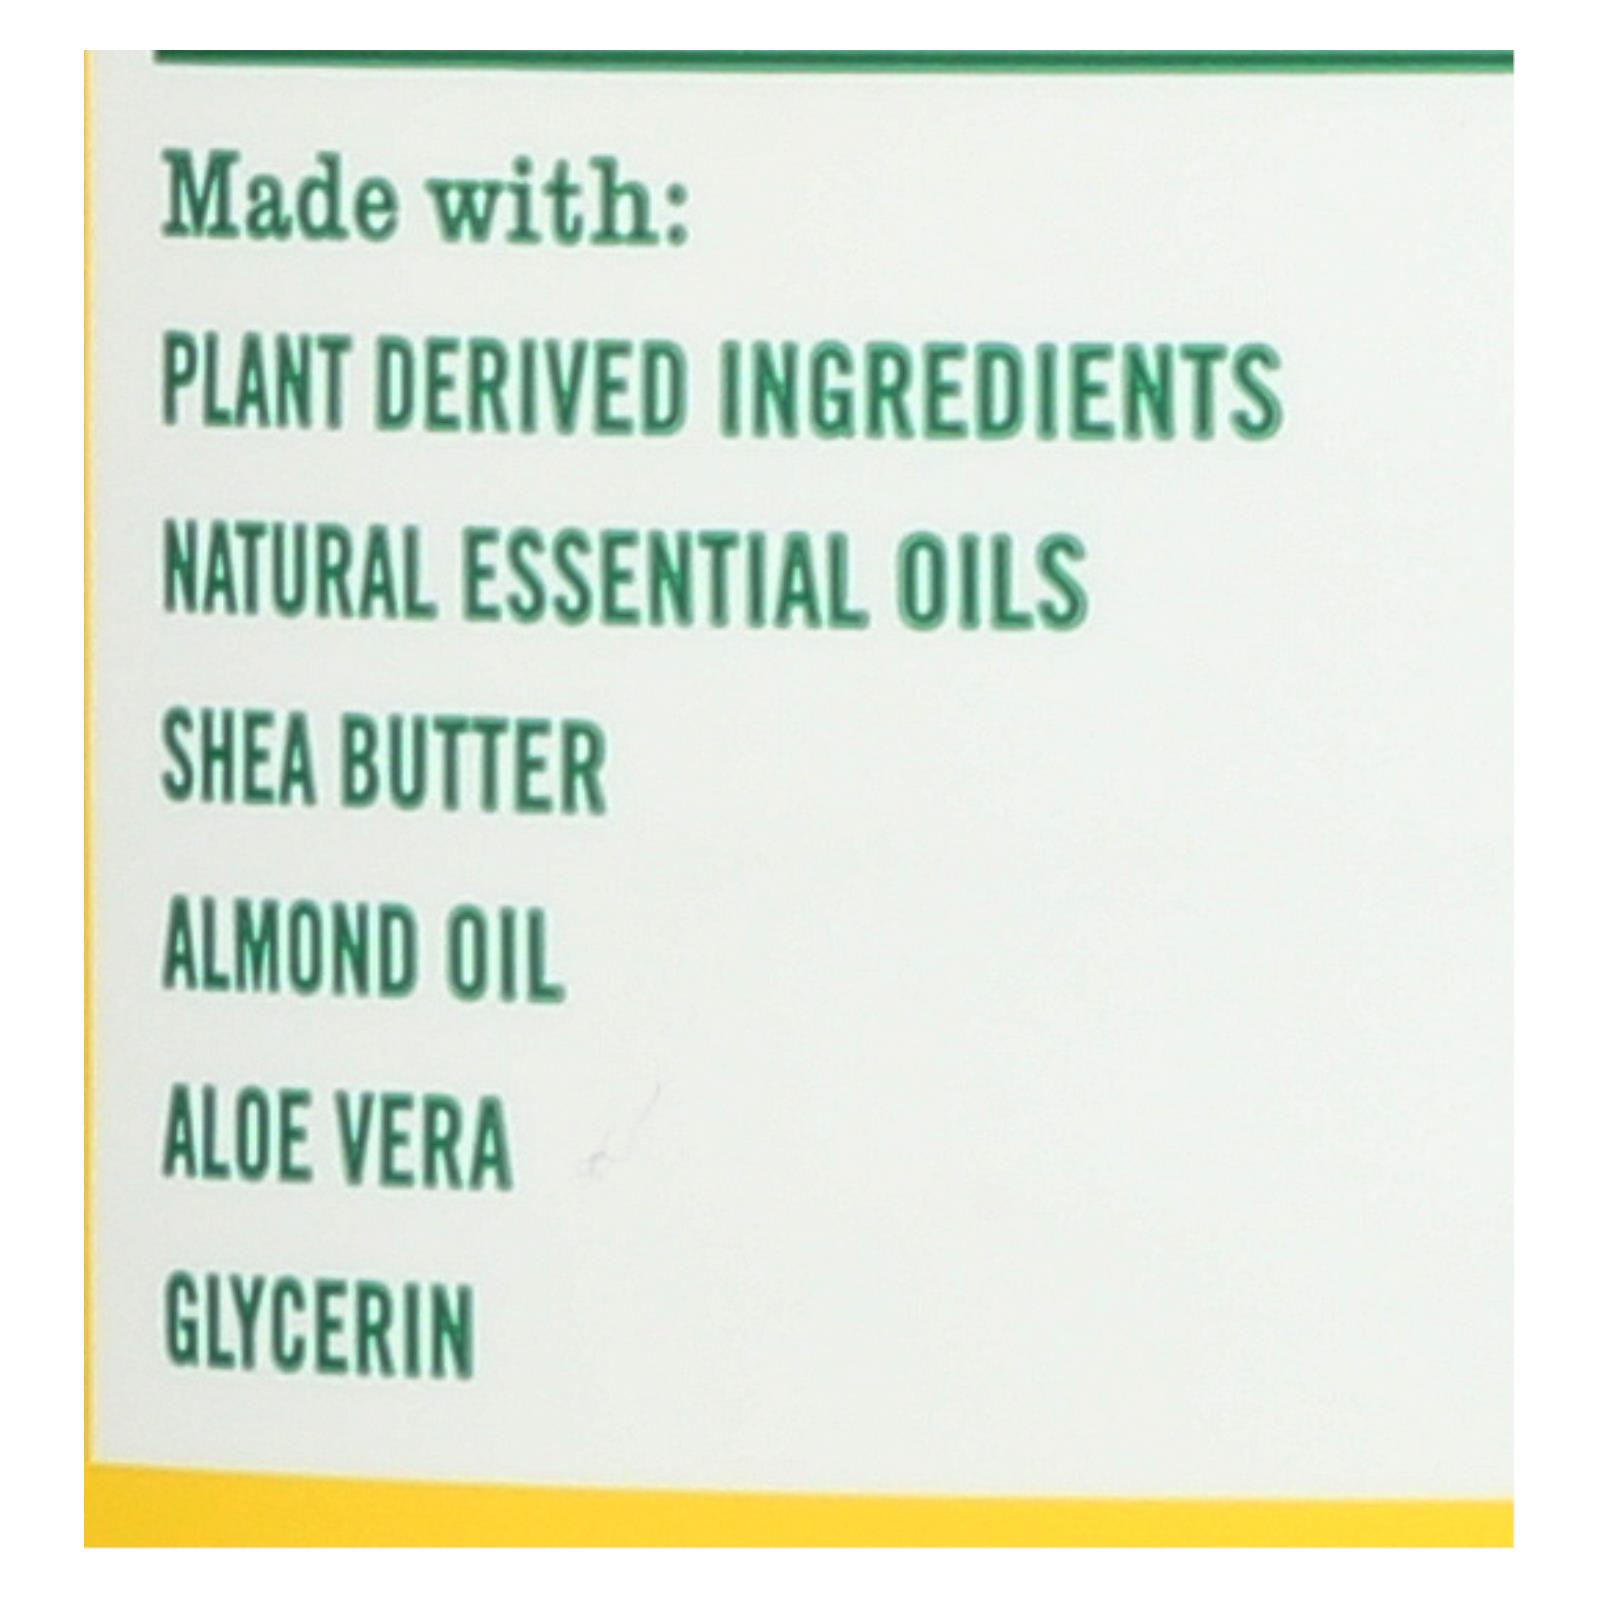 Made with:
PLANT DERIVED INGREDIENTS
NATURAL ESSENTIAL OILS
SHEA BUTTER
ALMOND OIL
ALOE VERA
GLYCERIN